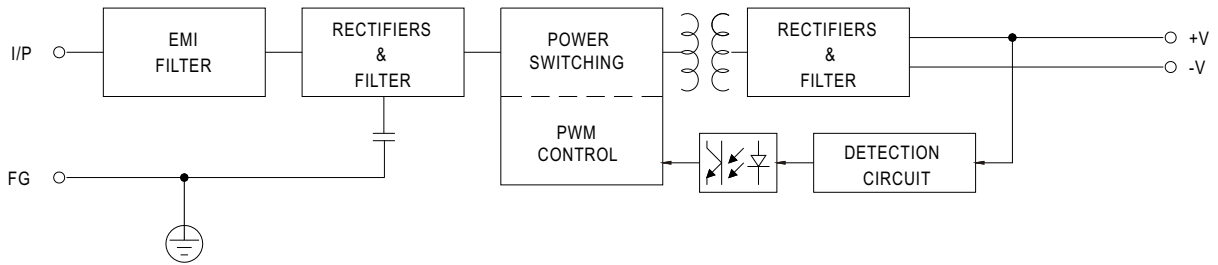 I/P
EMI
FILTER
RECTIFIERS
&
FILTER
POWER
SWITCHING
PWM
CONTROL
RECTIFIERS
&
FILTER
+V
-V
DETECTION
CIRCUIT
FG